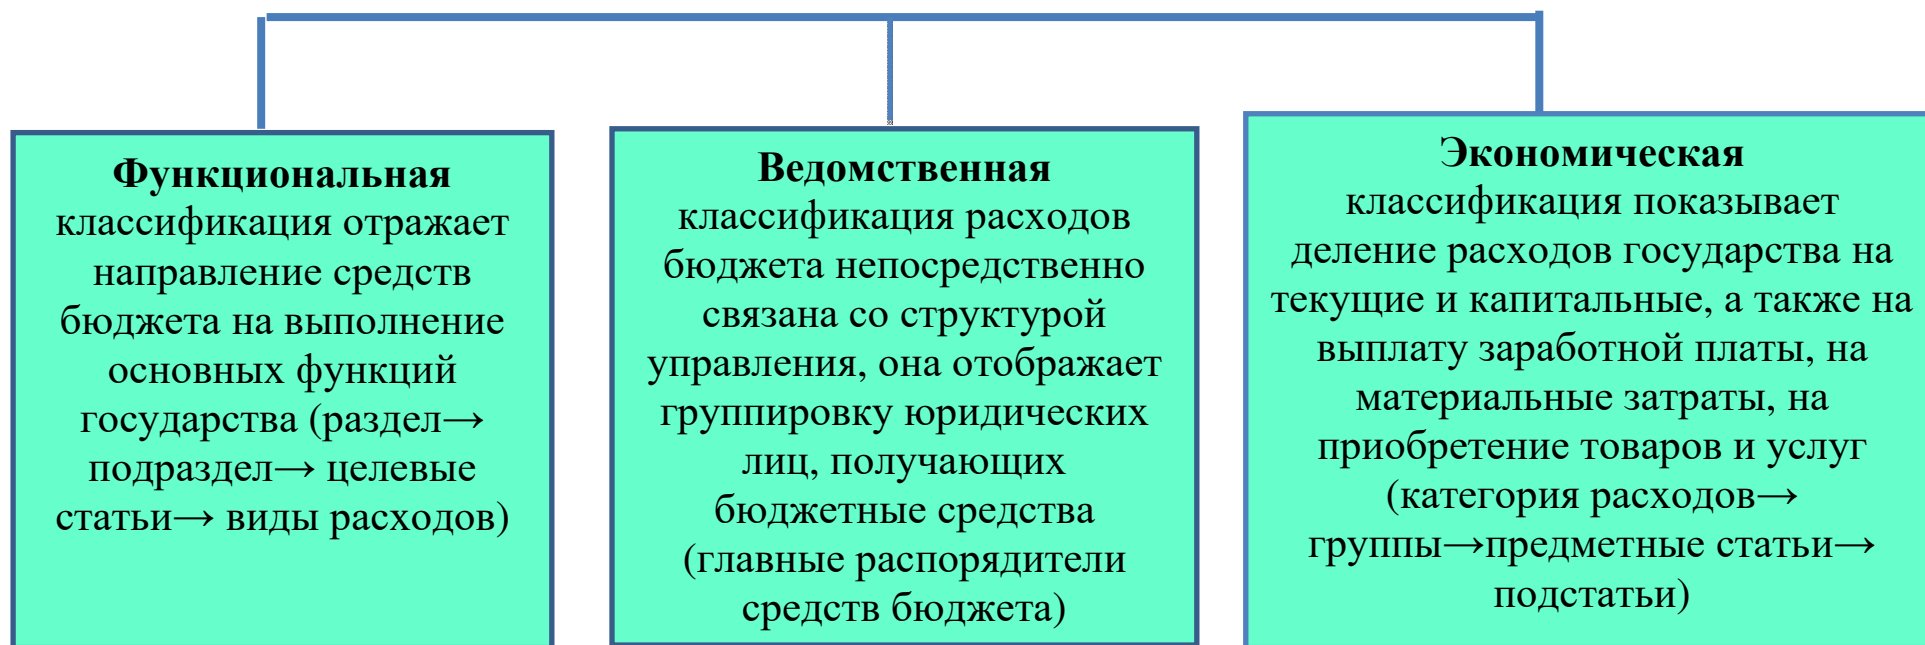 Функциональная
классификация отражает
направление средств
бюджета на выполнение
основных функций
государства (раздел→
подраздел→ целевые
статьи→ виды расходов)
Ведомственная
классификация расходов
бюджета непосредственно
связана со структурой
управления, она отображает
группировку юридических
лиц, получающих
бюджетные средства
(главные распорядители
средств бюджета)
Экономическая
классификация показывает
деление расходов государства на
текущие и капитальные, а также на
выплату заработной платы, на
материальные затраты, на
приобретение товаров и услуг
(категория расходов→
группы→предметные статьи→
подстатьи)